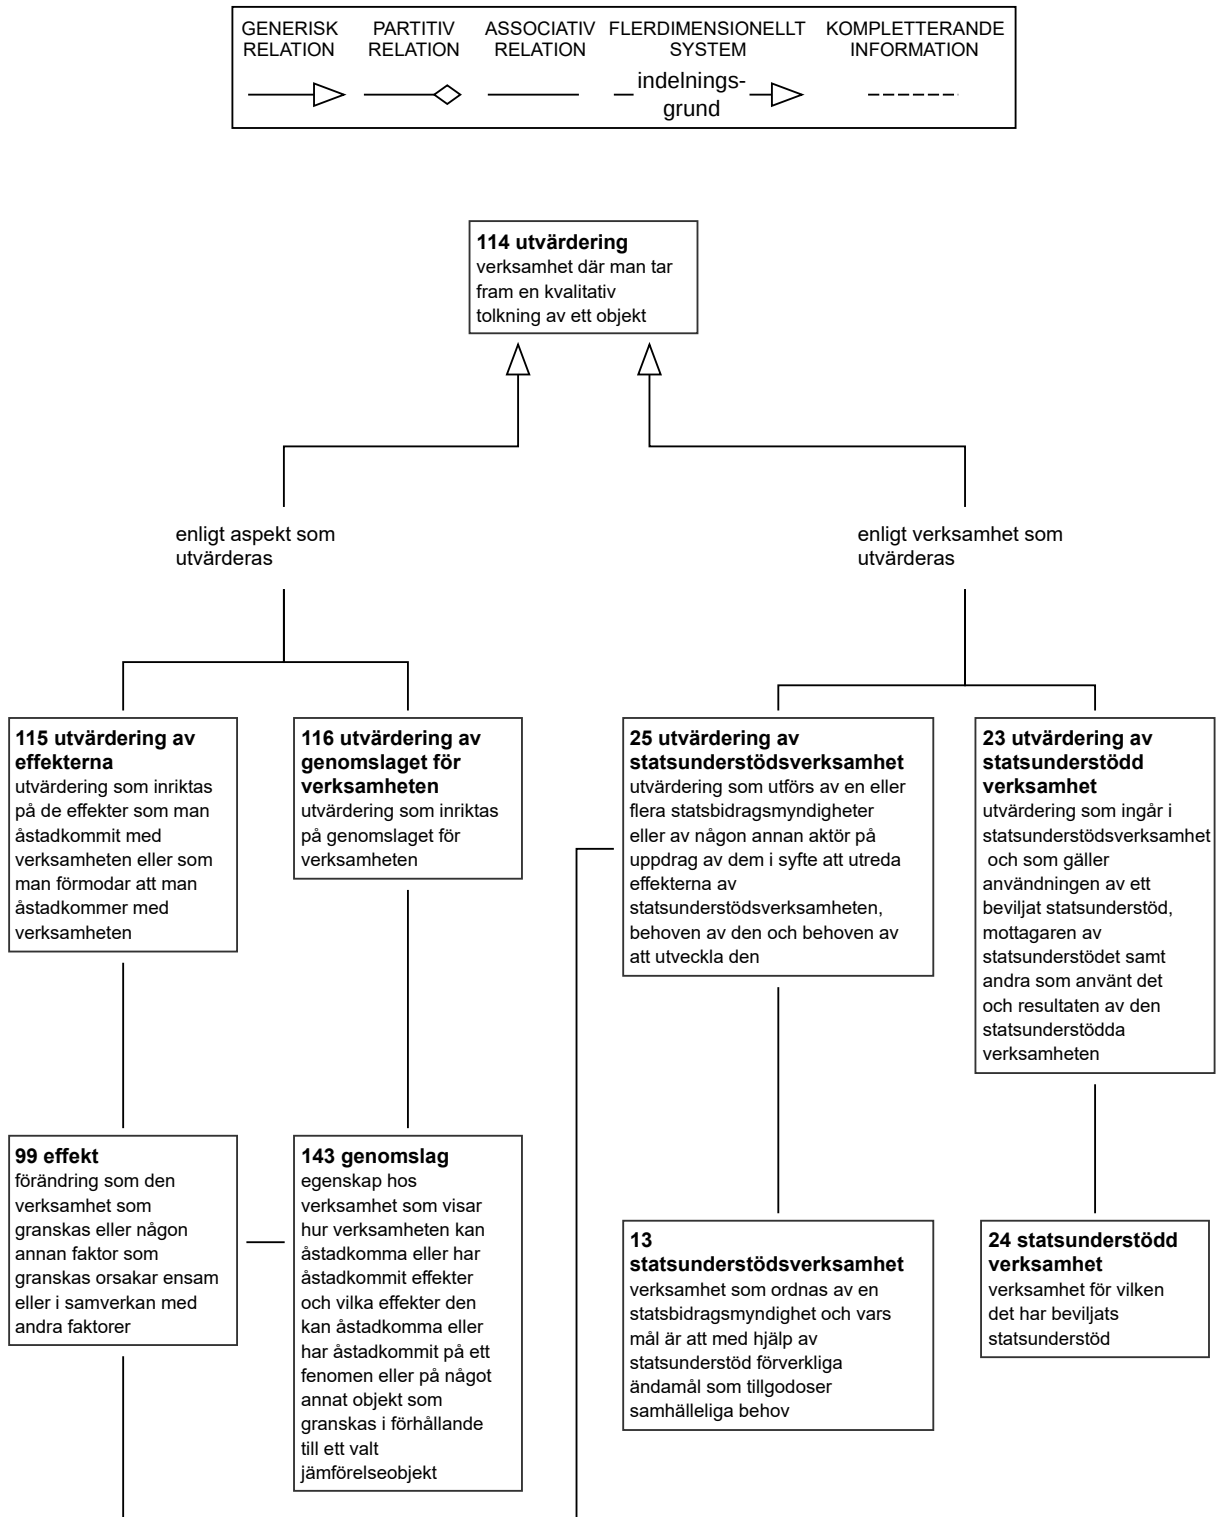 GENERISK
RELATION
PARTITIV
RELATION
ASSOCIATIV
RELATION
FLERDIMENSIONELLT
SYSTEM
indelnings-
grund
KOMPLETTERANDE
INFORMATION
114 utvärdering
verksamhet där man tar
fram en kvalitativ
tolkning av ett objekt
enligt aspekt som
utvärderas
enligt verksamhet som
utvärderas
115 utvärdering av
effekterna
utvärdering som inriktas
på de effekter som man
åstadkommit med
verksamheten eller som
man förmodar att man
åstadkommer med
verksamheten
116 utvärdering av
genomslaget för
verksamheten
utvärdering som inriktas
på genomslaget för
verksamheten
25 utvärdering av
statsunderstödsverksamhet
utvärdering som utförs av en eller
flera statsbidragsmyndigheter
eller av någon annan aktör på
uppdrag av dem i syfte att utreda
effekterna av
statsunderstödsverksamheten,
behoven av den och behoven av
att utveckla den
23 utvärdering av
statsunderstödd
verksamhet
utvärdering som ingår i
statsunderstödsverksamhet
och som gäller
användningen av ett
beviljat statsunderstöd,
mottagaren av
statsunderstödet samt
andra som använt det
och resultaten av den
statsunderstödda
verksamheten
99 effekt
förändring som den
verksamhet som
granskas eller någon
annan faktor som
granskas orsakar ensam
eller i samverkan med
andra faktorer
143 genomslag
egenskap hos
verksamhet som visar
hur verksamheten kan
åstadkomma eller har
åstadkommit effekter
och vilka effekter den
kan åstadkomma eller
har åstadkommit på ett
fenomen eller på något
annat objekt som
granskas i förhållande
till ett valt
jämförelseobjekt
13
statsunderstödsverksamhet
verksamhet som ordnas av en
statsbidragsmyndighet och vars
mål är att med hjälp av
statsunderstöd förverkliga
ändamål som tillgodoser
samhälleliga behov
24 statsunderstödd
verksamhet
verksamhet för vilken
det har beviljats
statsunderstöd